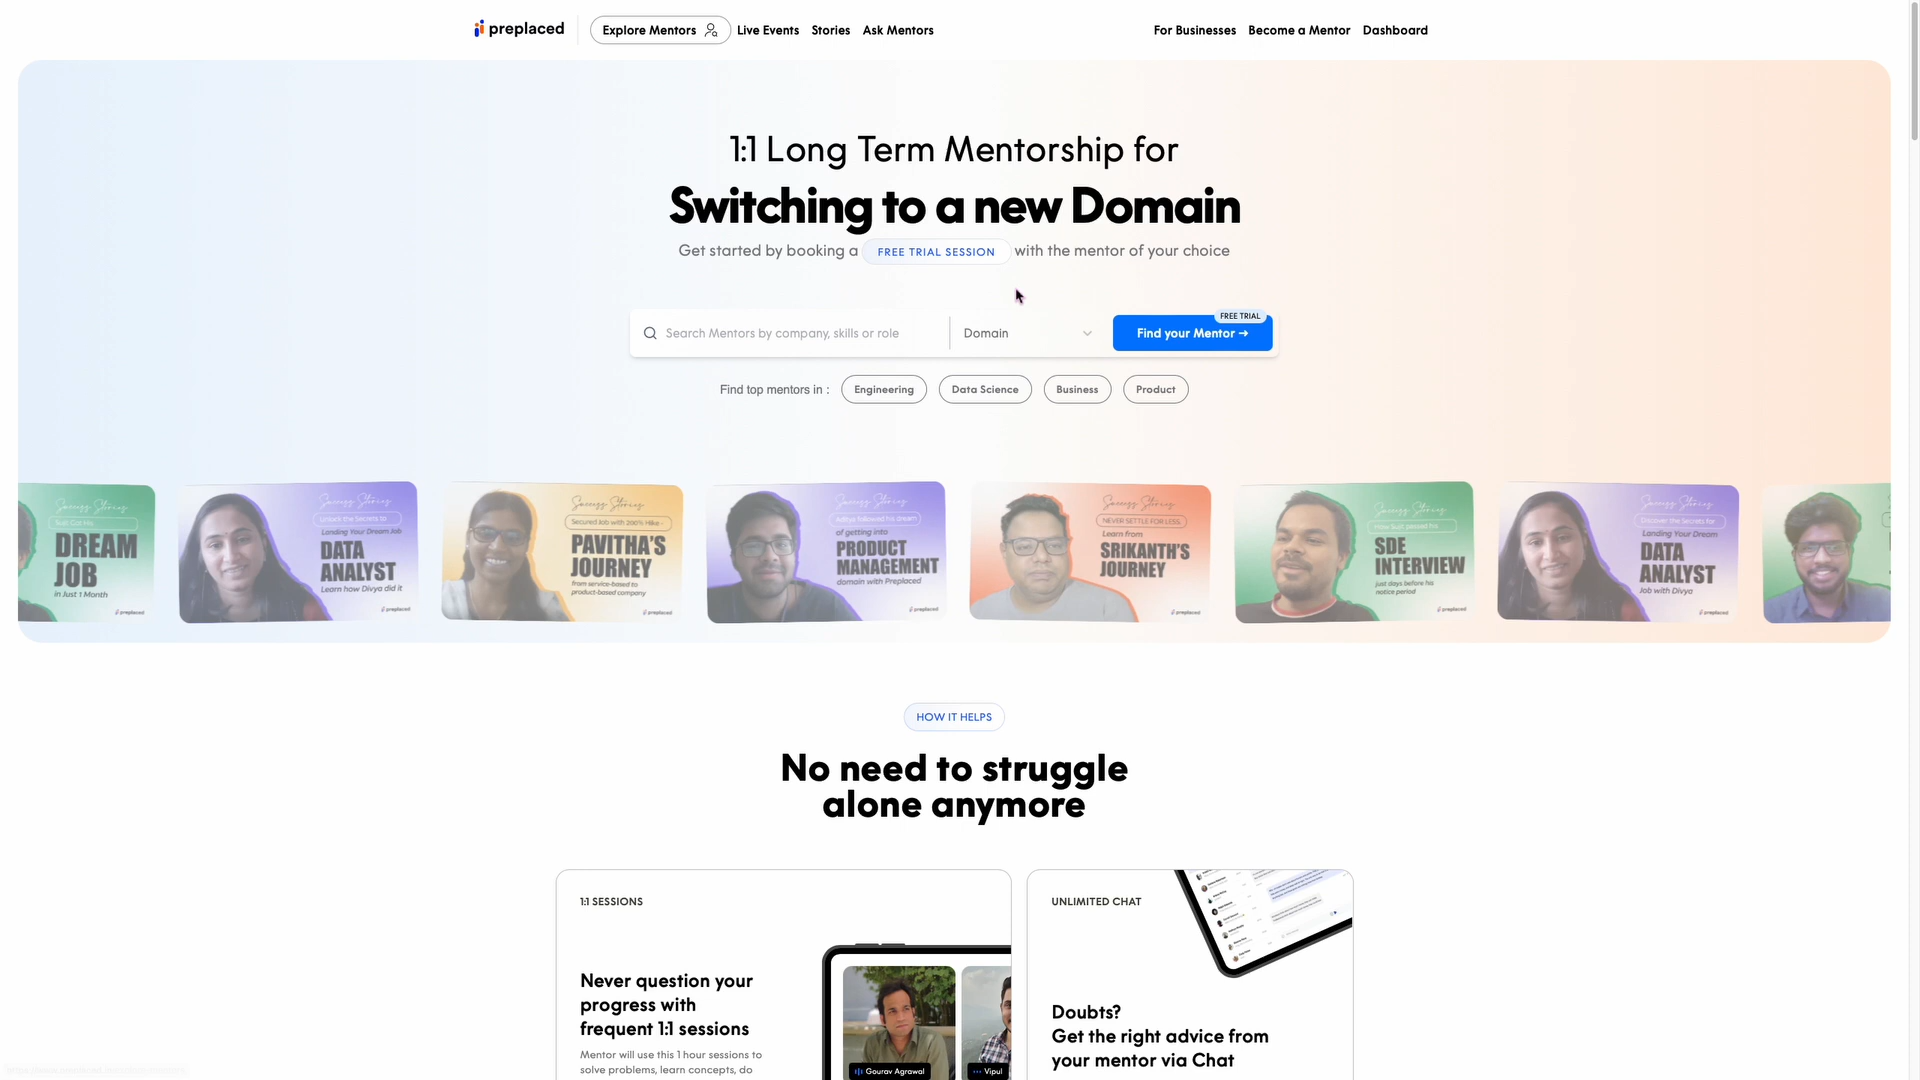 preplaced
Explore Mentors
Live Events
Stories
Ask Mentors
For Businesses
Become a Mentor
Dashboard
1:1 Long Term Mentorship for
Switching to a new Domain
Get started by booking a FREE TRIAL SESSION with the mentor of your choice
Search Mentors by company, skills or role
Domain
FREE TRIAL
Find your Mentor →
Find top mentors in :
Engineering
Data Science
Business
Product
Success Stories
DREAM
JOB
in Just 1 Month
preplaced
Success Stories
Unlock the Secrets to
Landing Your Dream Job
DATA
ANALYST
Learn how Divya did it
preplaced
Success Stories
Secured Job with 200% Hike -
PAVITHA'S
JOURNEY
from service-based to
product-based company
preplaced
Success Stories
Aditya followed his dream
of getting into
PRODUCT
MANAGEMENT
domain with Preplaced
preplaced
Success Stories
NEVER SETTLE FOR LESS
Learn from
SRIKANTH'S
JOURNEY
preplaced
Success Stories
How Sujit passed his
SDE
INTERVIEW
just days before his
notice period
preplaced
Success Stories
Discover the Secrets for
Landing Your Dream
DATA
ANALYST
Job with Divya
preplaced
HOW IT HELPS
No need to struggle
alone anymore
1:1 SESSIONS
Never question your
progress with
frequent 1:1 sessions
Mentor will use this 1 hour sessions to
solve problems, learn concepts, do
Gourav Agrawal
Vipul
UNLIMITED CHAT
Doubts?
Get the right advice from
your mentor via Chat